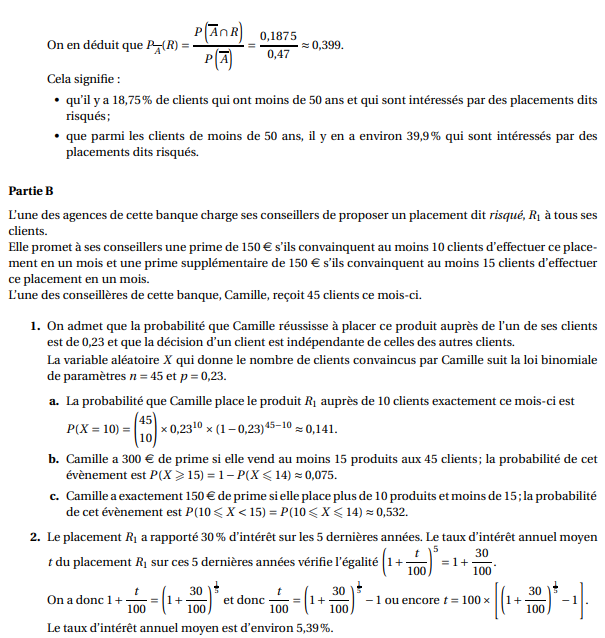 On en déduit que P_{\overline{A}}(R) = \frac{P(\overline{A} ∩ R)}{P(\overline{A})} = \frac{0,1875}{0,47} ≈ 0,399.
Cela signifie :
• qu'il y a 18,75 % de clients qui ont moins de 50 ans et qui sont intéressés par des placements dits
risqués ;
• que parmi les clients de moins de 50 ans, il y en a environ 39,9 % qui sont intéressés par des
placements dits risqués.
Partie B
L'une des agences de cette banque charge ses conseillers de proposer un placement dit risqué, R₁ à tous ses
clients.
Elle promet à ses conseillers une prime de 150 € s'ils convainquent au moins 10 clients d'effectuer ce place-
ment en un mois et une prime supplémentaire de 150 € s'ils convainquent au moins 15 clients d'effectuer
ce placement en un mois.
L'une des conseillères de cette banque, Camille, reçoit 45 clients ce mois-ci.
1. On admet que la probabilité que Camille réussisse à placer ce produit auprès de l'un de ses clients
est de 0,23 et que la décision d'un client est indépendante de celles des autres clients.
La variable aléatoire X qui donne le nombre de clients convaincus par Camille suit la loi binomiale
de paramètres n = 45 et p = 0,23.
a. La probabilité que Camille place le produit R₁ auprès de 10 clients exactement ce mois-ci est
P(X = 10) = \binom{45}{10} × 0,23^{10} × (1 − 0,23)^{45−10} ≈ 0,141.
b. Camille a 300 € de prime si elle vend au moins 15 produits aux 45 clients ; la probabilité de cet
évènement est P(X ⩾ 15) = 1 − P(X ⩽ 14) ≈ 0,075.
c. Camille a exactement 150 € de prime si elle place plus de 10 produits et moins de 15 ; la probabilité
de cet évènement est P(10 ⩽ X < 15) = P(10 ⩽ X ⩽ 14) ≈ 0,532.
2. Le placement R₁ a rapporté 30 % d'intérêt sur les 5 dernières années. Le taux d'intérêt annuel moyen
t du placement R₁ sur ces 5 dernières années vérifie l'égalité (1 + \frac{t}{100})^5 = 1 + \frac{30}{100}.
On a donc 1 + \frac{t}{100} = (1 + \frac{30}{100})^{\frac{1}{5}} et donc \frac{t}{100} = (1 + \frac{30}{100})^{\frac{1}{5}} − 1 ou encore t = 100 × [(1 + \frac{30}{100})^{\frac{1}{5}} − 1].
Le taux d'intérêt annuel moyen est d'environ 5,39 %.